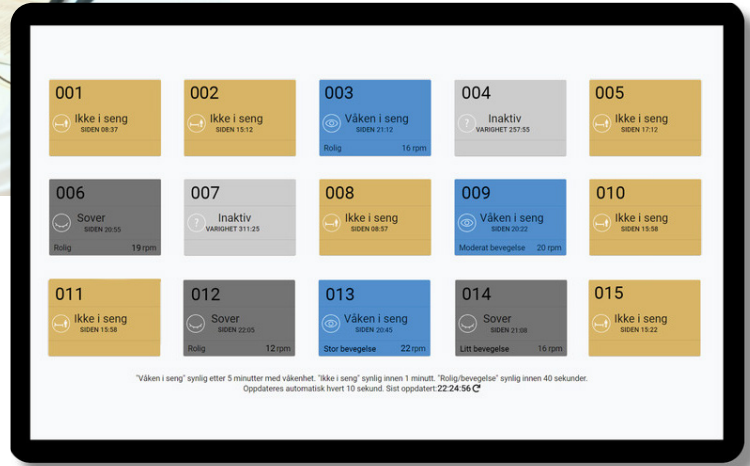 001
Ikke i seng
SIDEN 08:37
002
Ikke i seng
SIDEN 15:12
003
Våken i seng
SIDEN 21:12
Rolig 16 rpm
004
Inaktiv
VARIGHET 257:55
005
Ikke i seng
SIDEN 17:12
006
Sover
SIDEN 20:55
Rolig 19 rpm
007
Inaktiv
VARIGHET 311:25
008
Ikke i seng
SIDEN 08:57
009
Våken i seng
SIDEN 20:22
Moderat bevegelse 20 rpm
010
Ikke i seng
SIDEN 15:58
011
Ikke i seng
SIDEN 15:58
012
Sover
SIDEN 22:05
Rolig 12 rpm
013
Våken i seng
SIDEN 20:45
Stor bevegelse 22 rpm
014
Sover
SIDEN 21:08
Litt bevegelse 16 rpm
015
Ikke i seng
SIDEN 15:22
"Våken i seng" synlig etter 5 minutter med våkenhet. "Ikke i seng" synlig innen 1 minutt. "Rolig/bevegelse" synlig innen 40 sekunder.
Oppdateres automatisk hvert 10 sekund. Sist oppdatert: 22:24:56